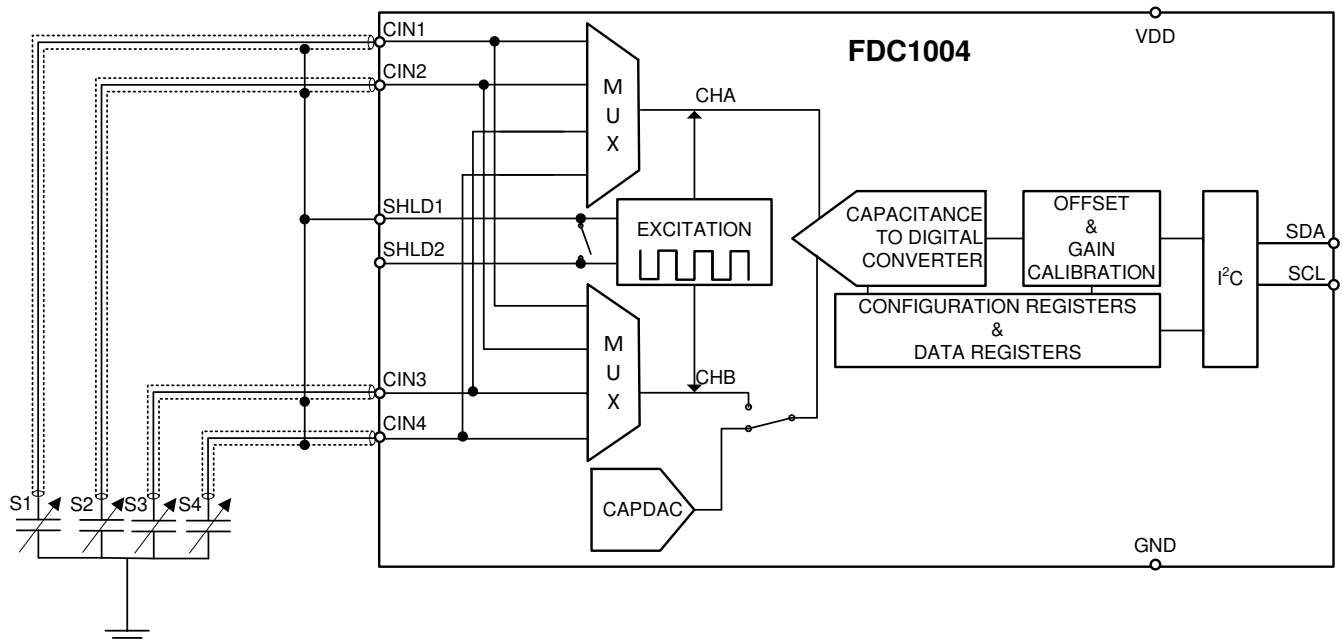 CIN1
FDC1004
VDD
CIN2
M
U
X
CHA
SHLD1
EXCITATION
CAPACITANCE
TO DIGITAL
CONVERTER
OFFSET
&
GAIN
CALIBRATION
SDA
SHLD2
I²C
SCL
CONFIGURATION REGISTERS
&
DATA REGISTERS
M
U
X
CIN3
CHB
CIN4
S1
S2
S3
S4
CAPDAC
GND